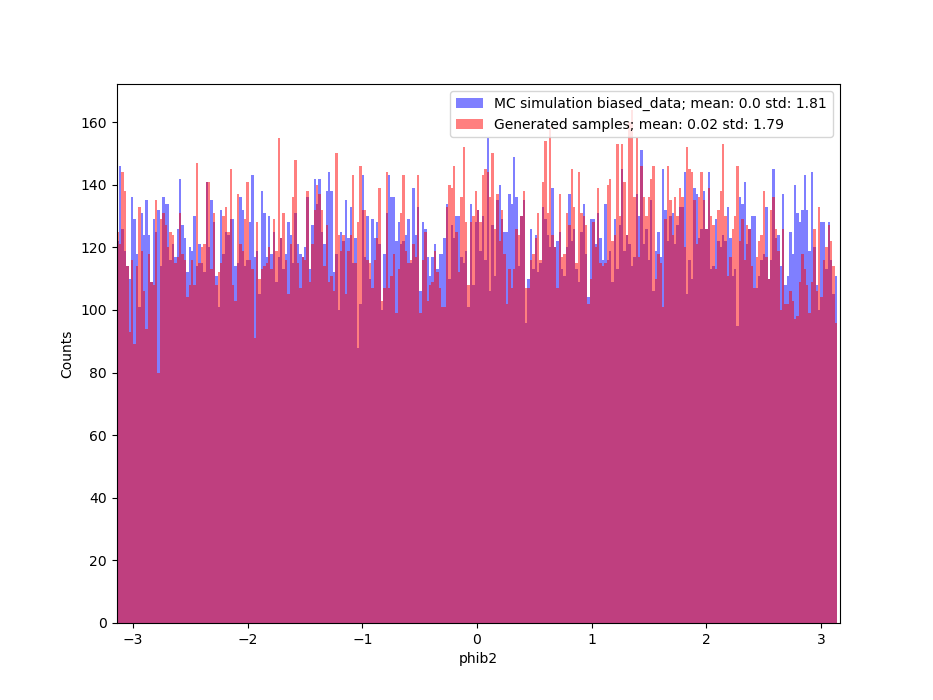 MC simulation biased_data; mean: 0.0 std: 1.81
Generated samples; mean: 0.02 std: 1.79
160
140
120
100
80
60
40
20
0
Counts
−3 −2 −1 0 1 2 3
phib2